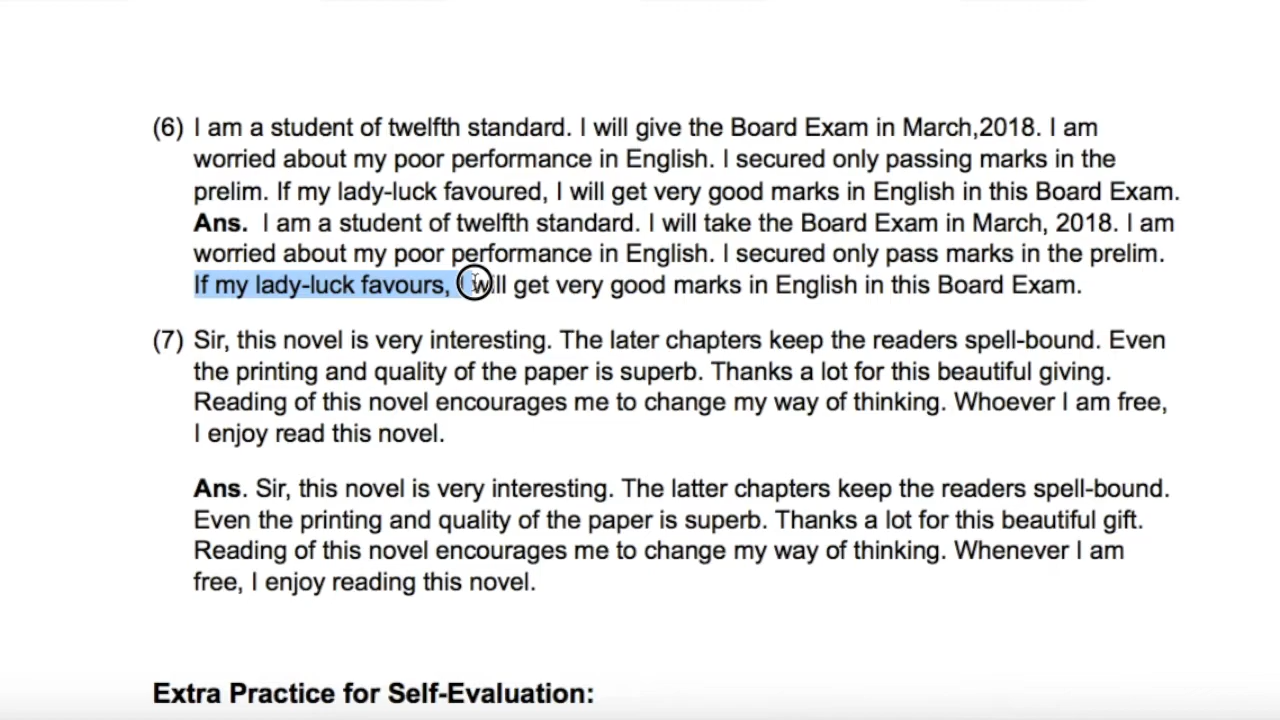 (6) I am a student of twelfth standard. I will give the Board Exam in March,2018. I am
worried about my poor performance in English. I secured only passing marks in the
prelim. If my lady-luck favoured, I will get very good marks in English in this Board Exam.
Ans. I am a student of twelfth standard. I will take the Board Exam in March, 2018. I am
worried about my poor performance in English. I secured only pass marks in the prelim.
If my lady-luck favours, I will get very good marks in English in this Board Exam.
(7) Sir, this novel is very interesting. The later chapters keep the readers spell-bound. Even
the printing and quality of the paper is superb. Thanks a lot for this beautiful giving.
Reading of this novel encourages me to change my way of thinking. Whoever I am free,
I enjoy read this novel.
Ans. Sir, this novel is very interesting. The latter chapters keep the readers spell-bound.
Even the printing and quality of the paper is superb. Thanks a lot for this beautiful gift.
Reading of this novel encourages me to change my way of thinking. Whenever I am
free, I enjoy reading this novel.
Extra Practice for Self-Evaluation: